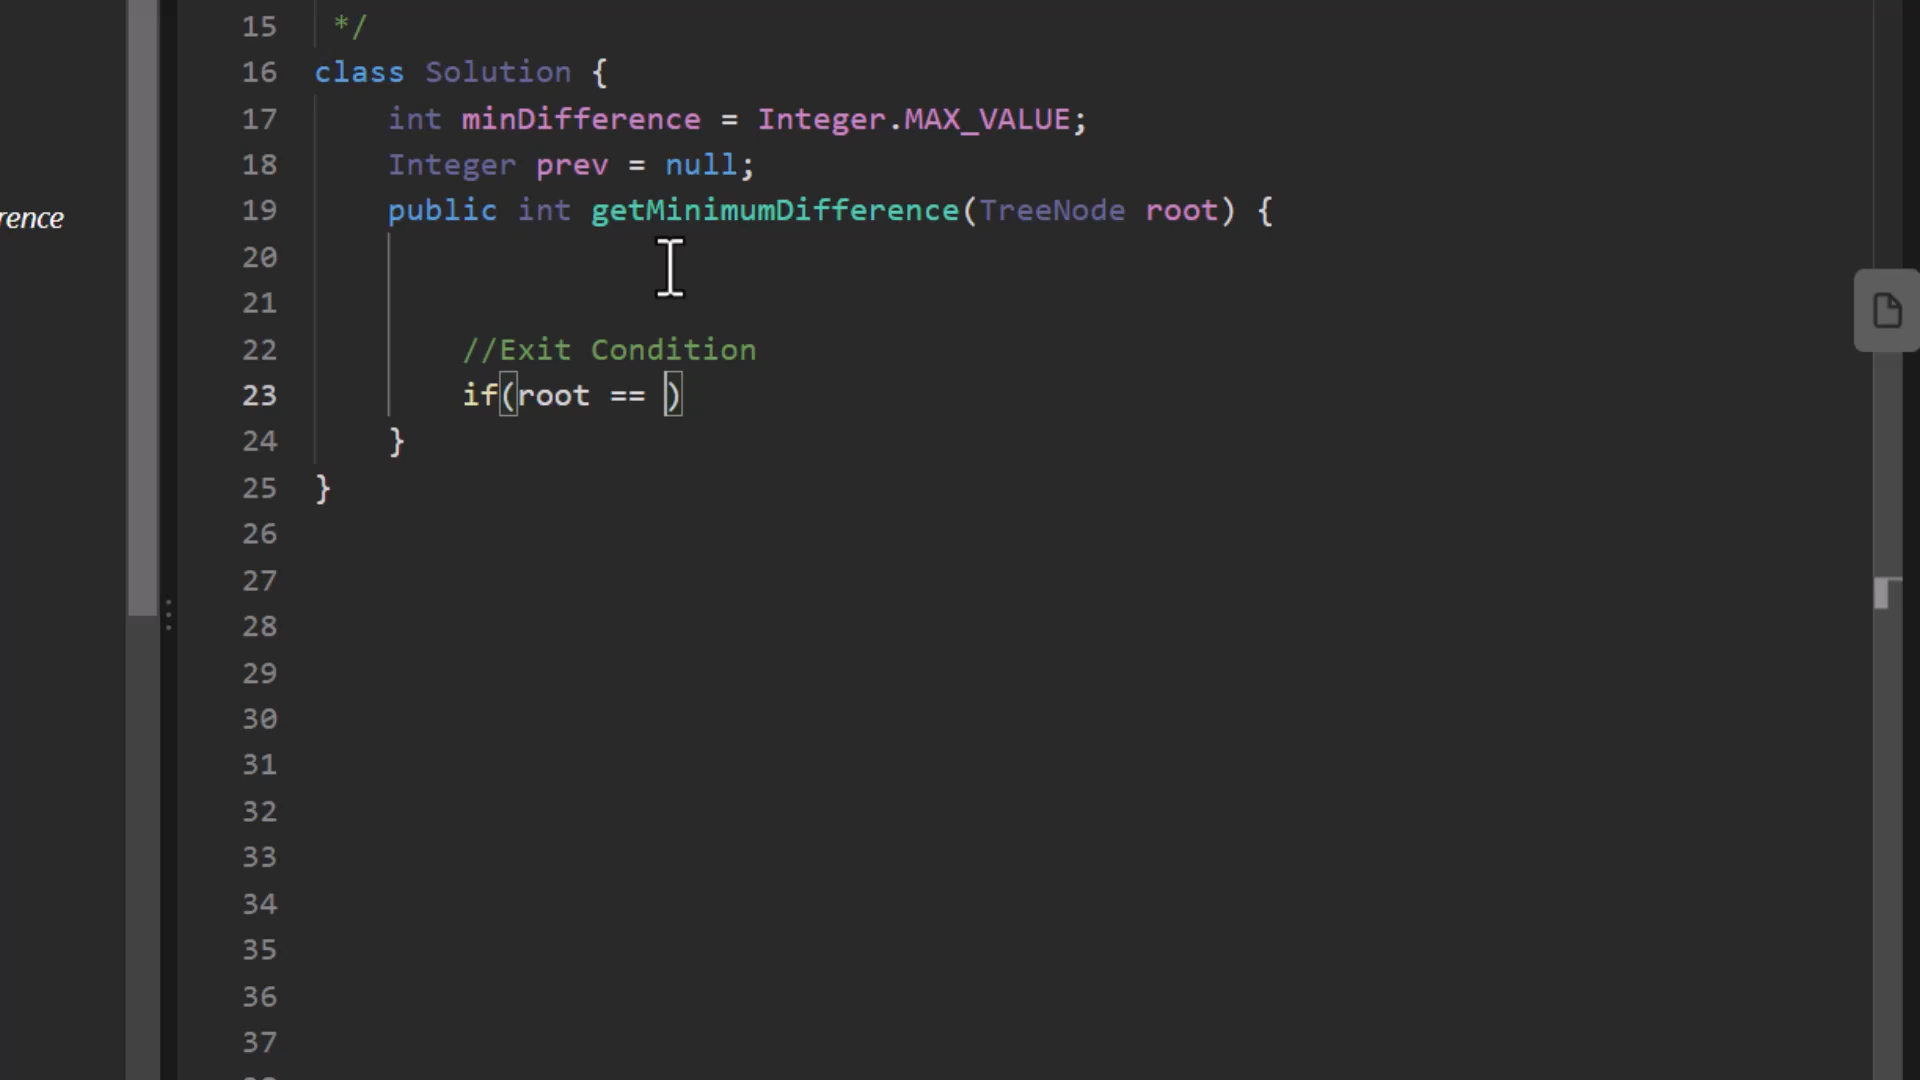 rence
15 */
16 class Solution {
17 int minDifference = Integer.MAX_VALUE;
18 Integer prev = null;
19 public int getMinimumDifference(TreeNode root) {
20
21
22 //Exit Condition
23 if(root == )
24 }
25 }
26
27
28
29
30
31
32
33
34
35
36
37